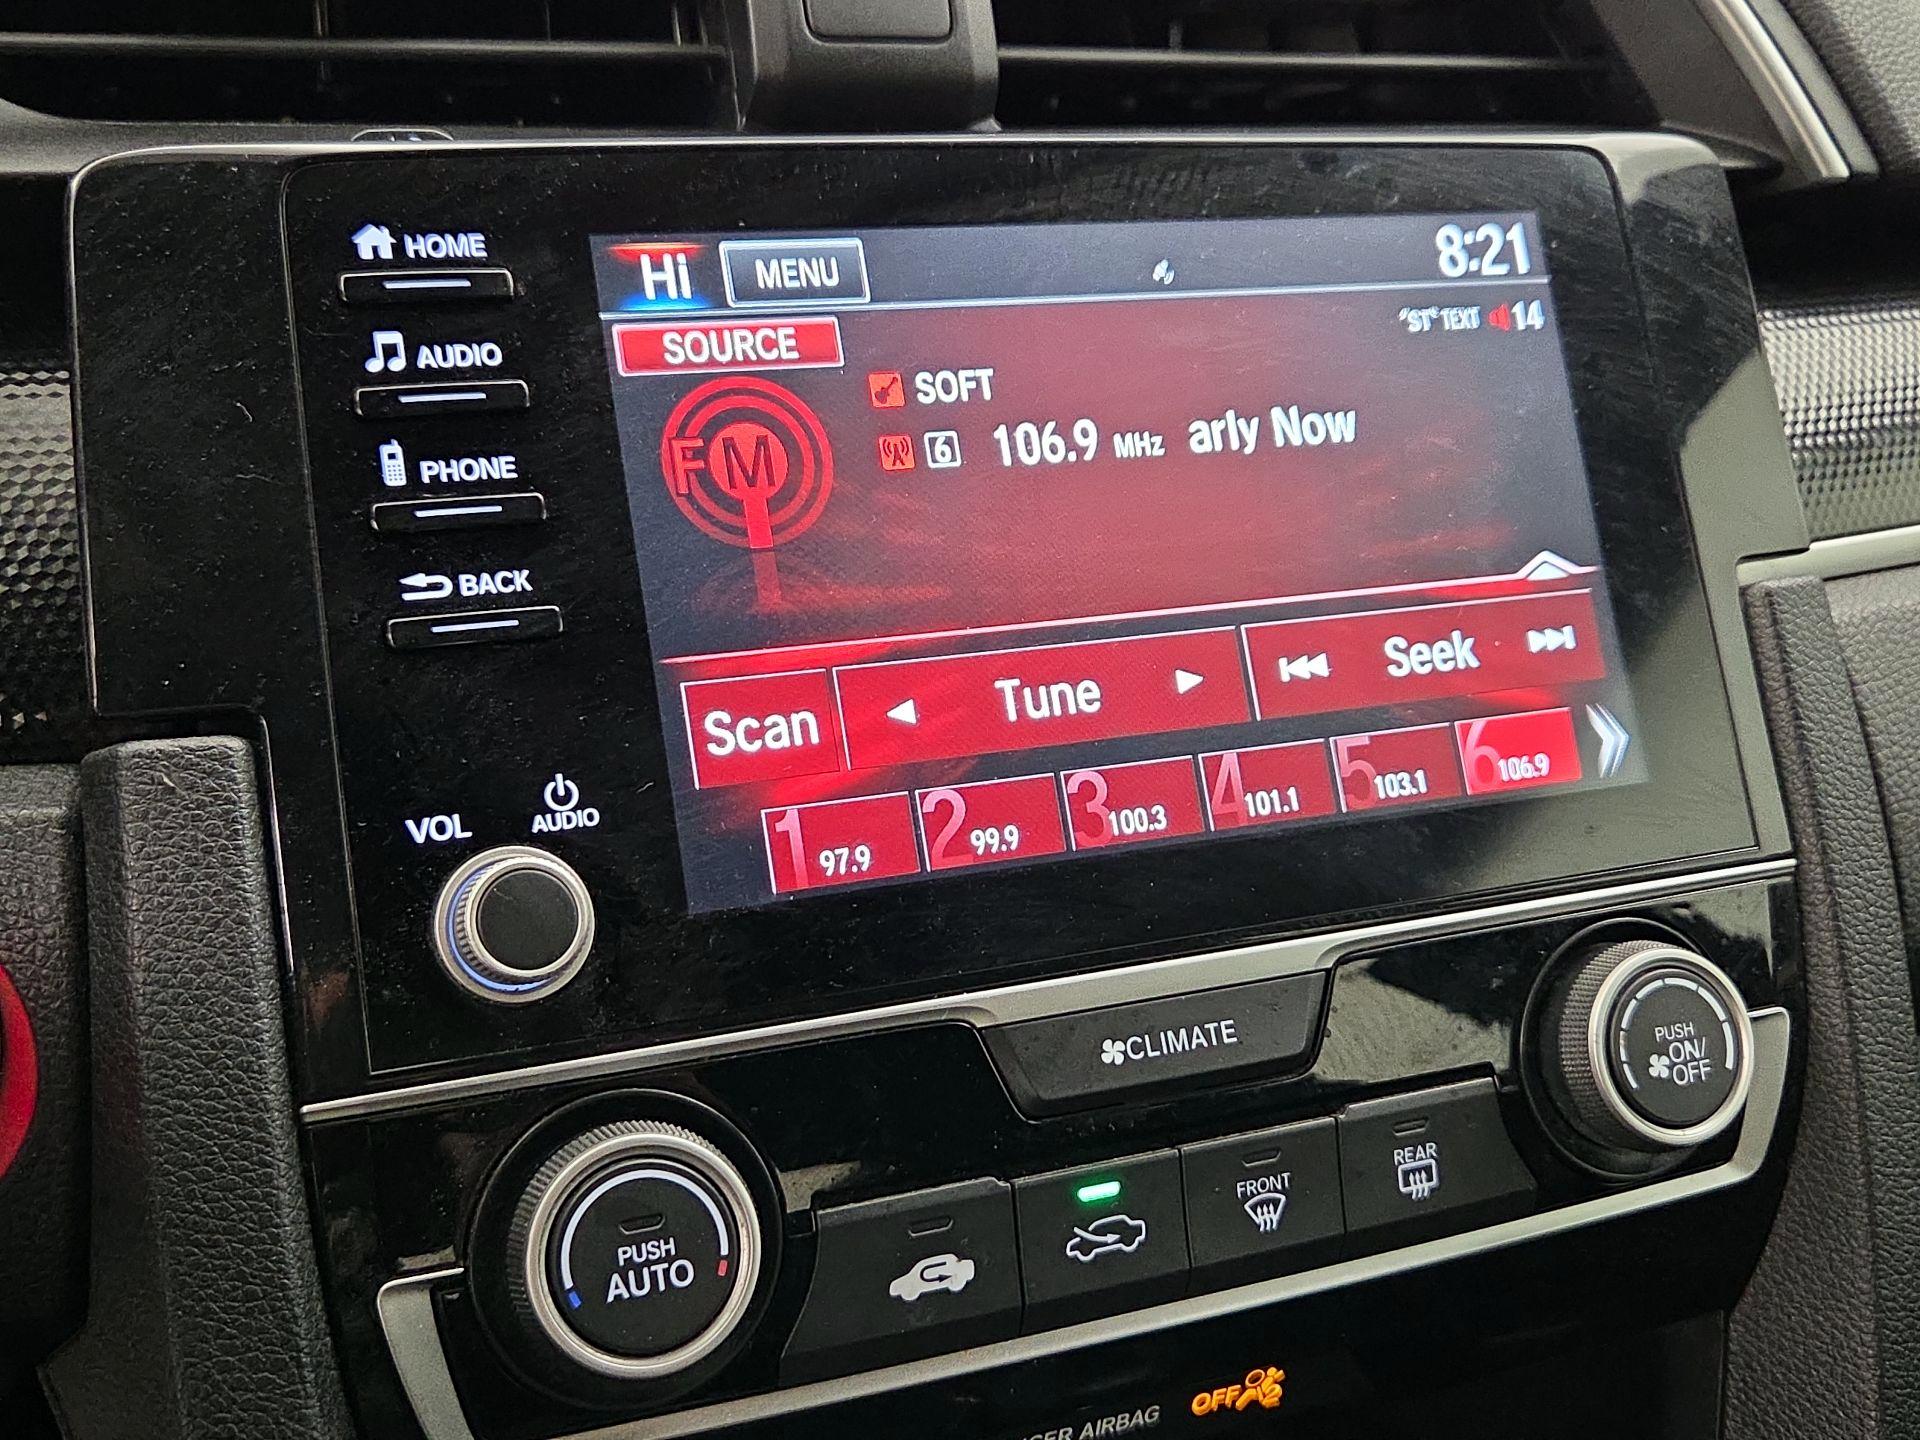 HOME
AUDIO
PHONE
BACK
VOL
AUDIO
Hi
MENU
8:21
SOURCE
"ST" TEXT 14
FM
SOFT
6 106.9 MHz arly Now
Scan
Tune
Seek
1 97.9
2 99.9
3 100.3
4 101.1
5 103.1
6 106.9
CLIMATE
PUSH
ON/
OFF
PUSH
AUTO
FRONT
REAR
OFF 2
AIRBAG